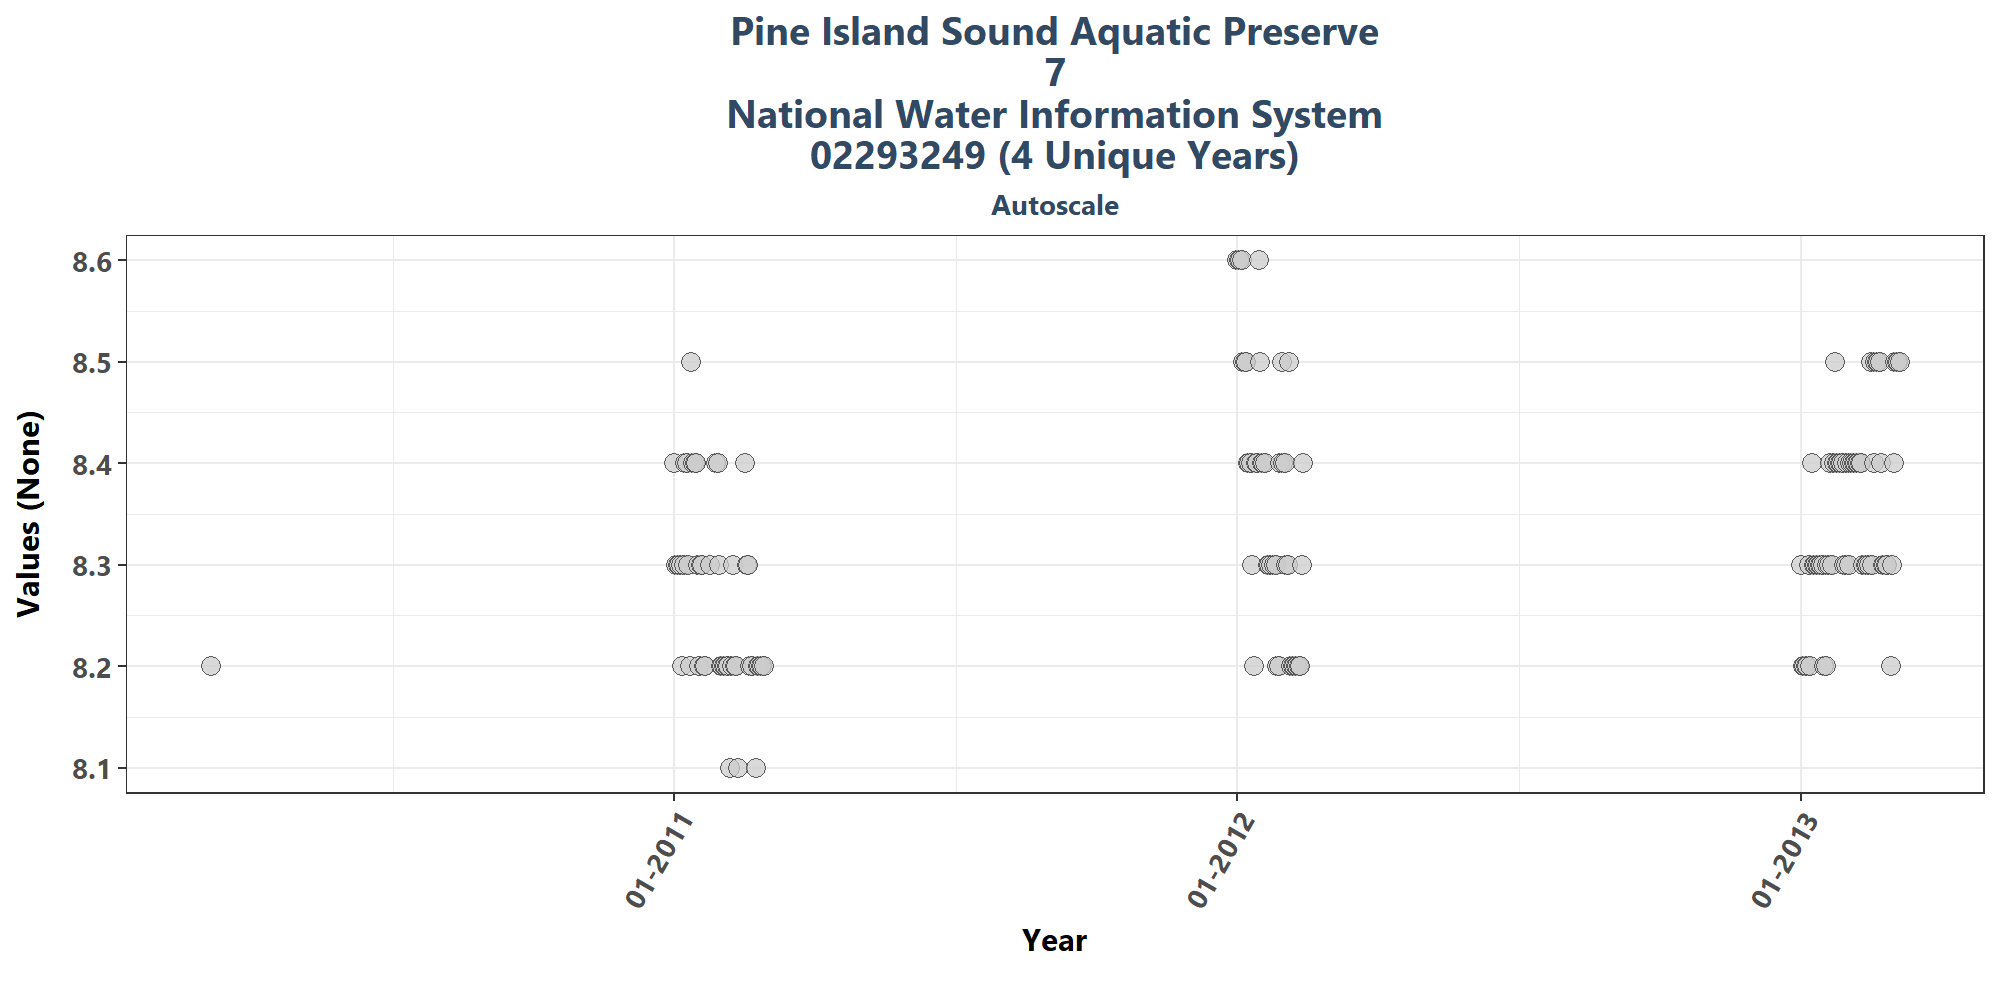 Pine Island Sound Aquatic Preserve
7
National Water Information System
02293249 (4 Unique Years)
Autoscale
Values (None)
8.6
8.5
8.4
8.3
8.2
8.1
01-2011
01-2012
01-2013
Year